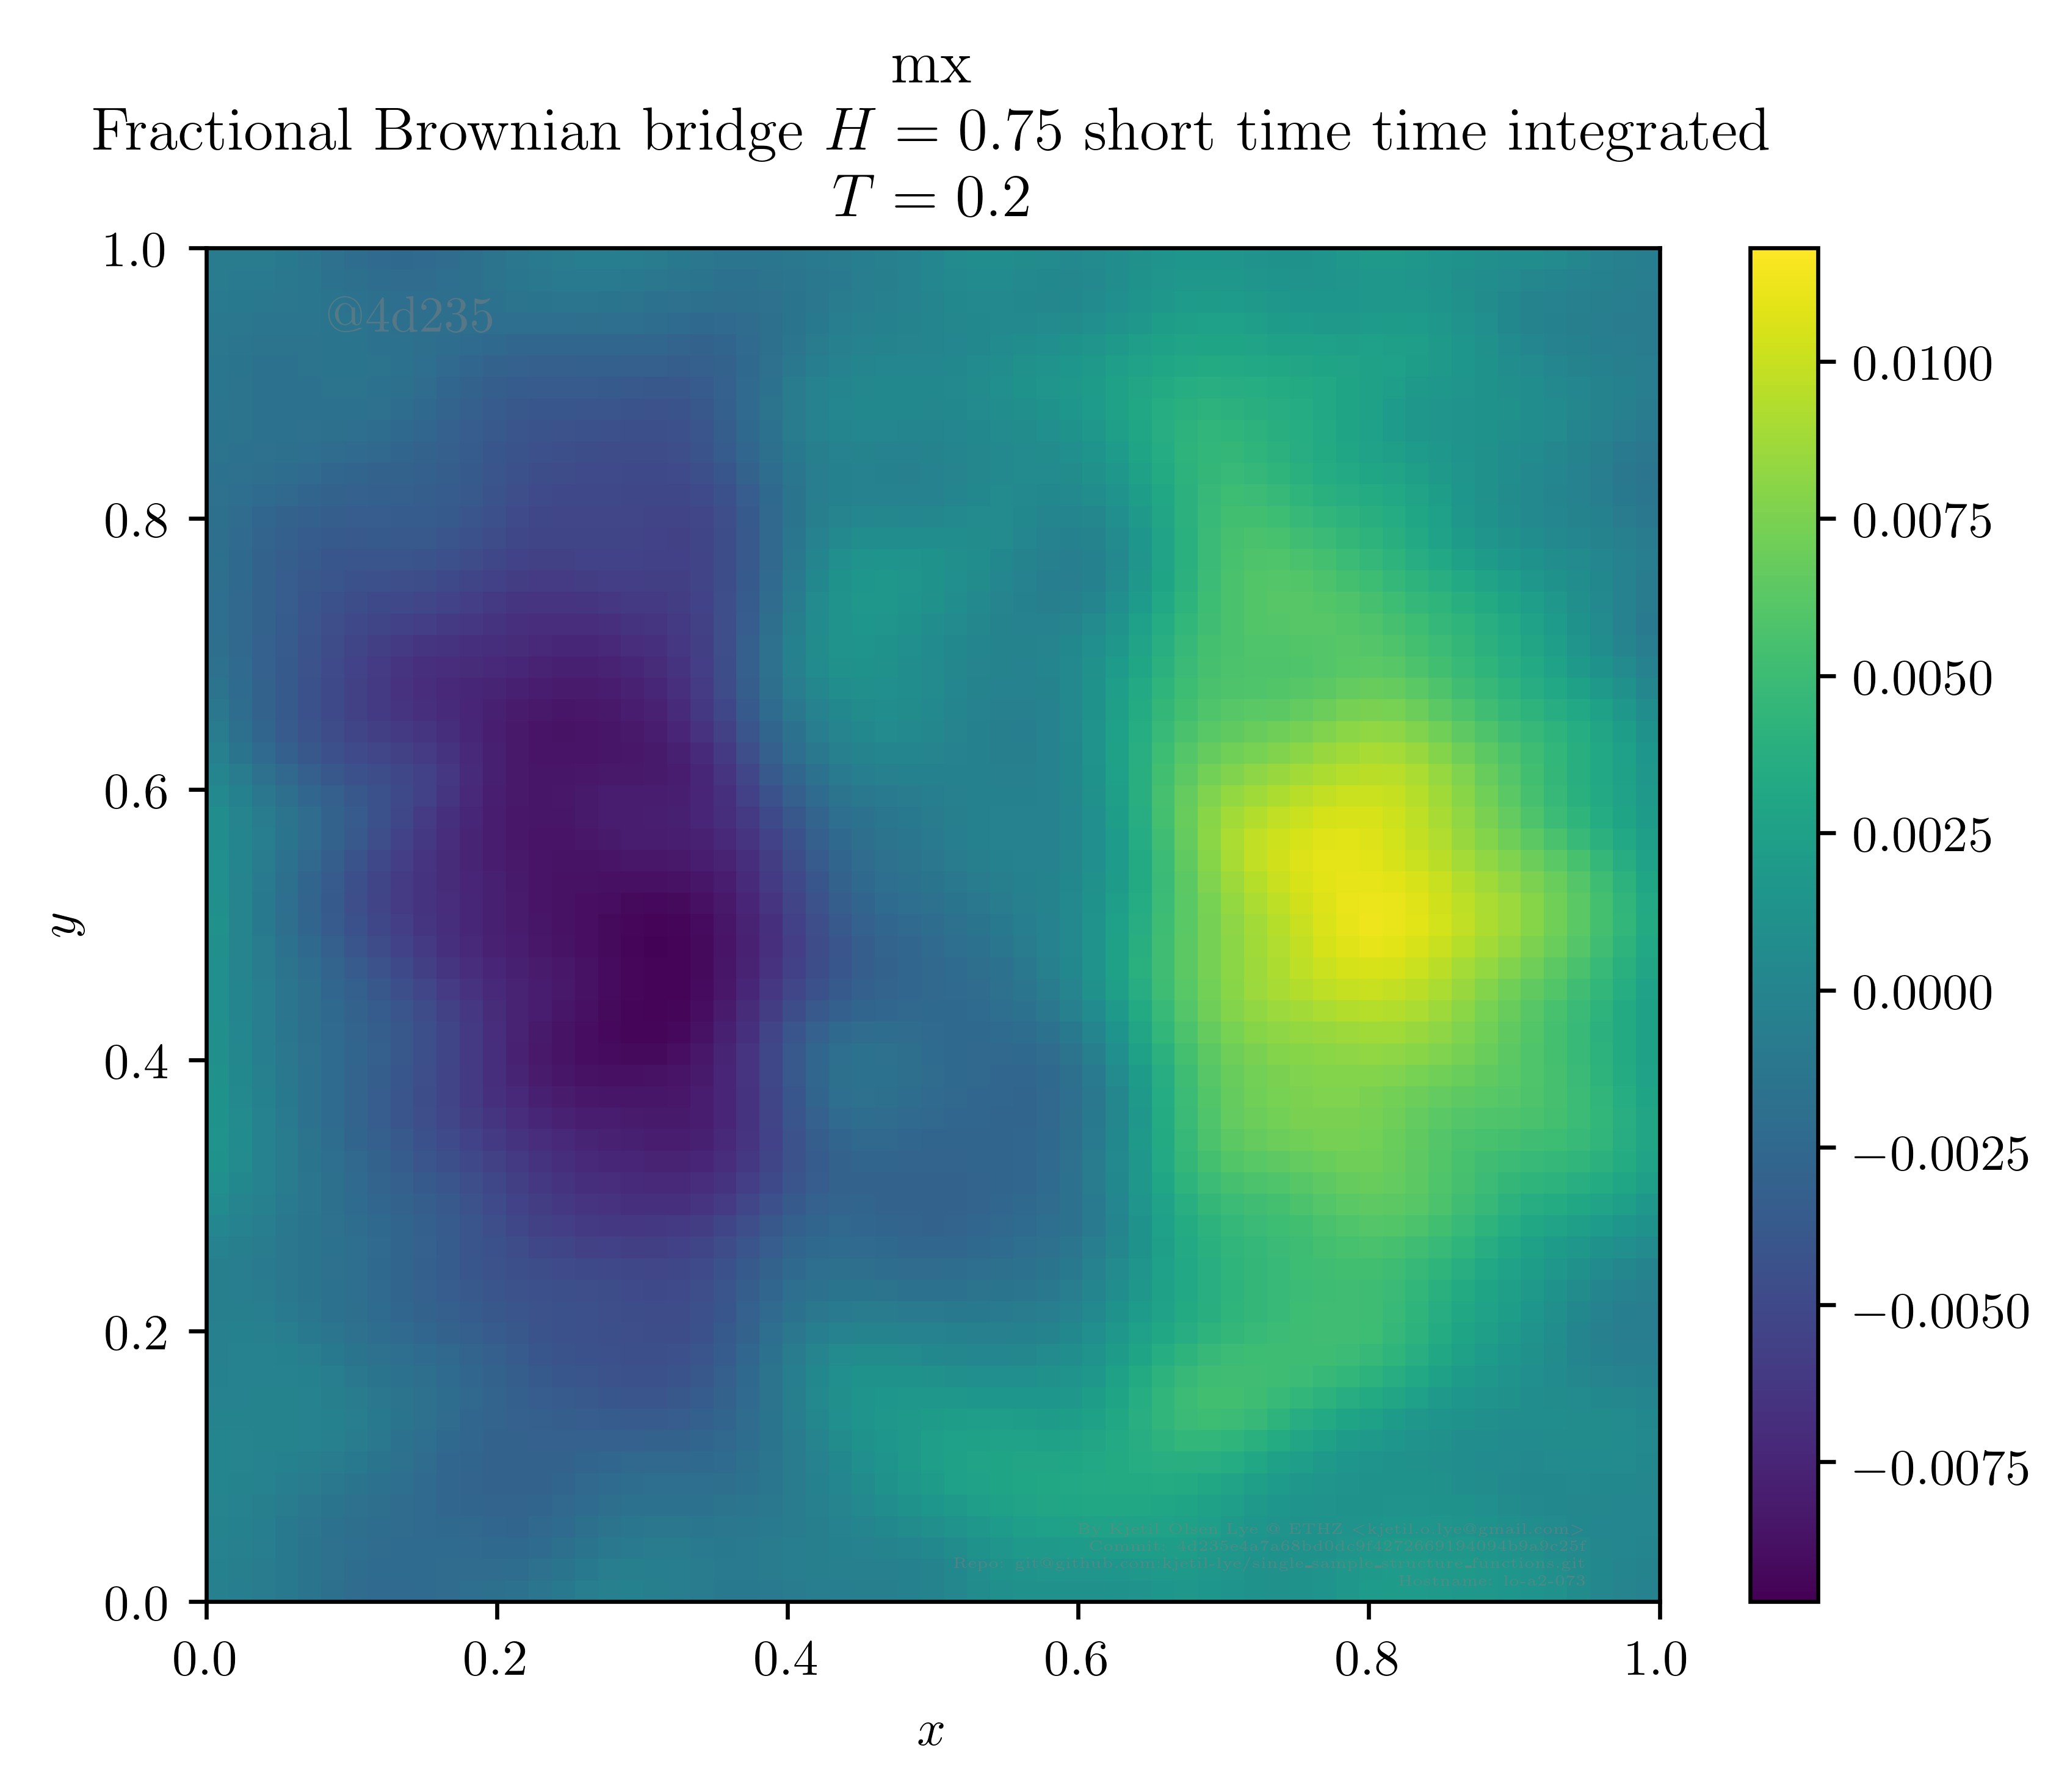 mx
Fractional Brownian bridge H = 0.75 short time time integrated
T = 0.2
1.0
0.8
0.6
0.4
0.2
0.0
y
@4d235
0.0 0.2 0.4 0.6 0.8 1.0
x
0.0100
0.0075
0.0050
0.0025
0.0000
−0.0025
−0.0050
−0.0075